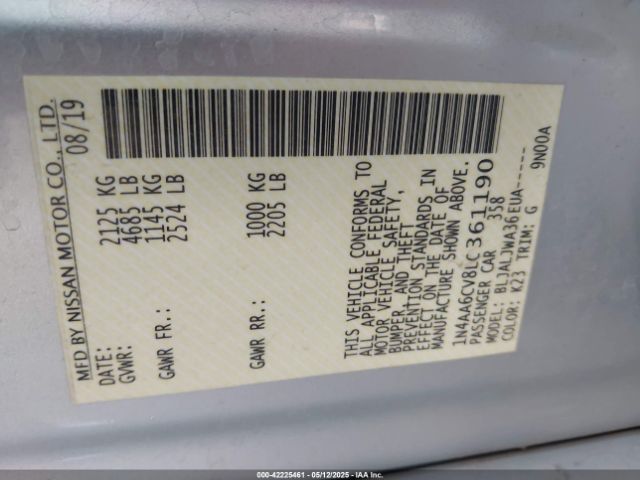 MFD BY NISSAN MOTOR CO., LTD.
DATE: 08/19
GVWR: 2125 KG
4685 LB
GAWR FR.: 1145 KG
2524 LB
GAWR RR.: 1000 KG
2205 LB
THIS VEHICLE CONFORMS TO
ALL APPLICABLE FEDERAL
MOTOR VEHICLE SAFETY,
BUMPER, AND THEFT
PREVENTION STANDARDS IN
EFFECT ON THE DATE OF
MANUFACTURE SHOWN ABOVE.
1N4AA6CV8LC361190
PASSENGER CAR 358
MODEL: BLJALJWA36EUA-----
COLOR: K23 TRIM: G 9N00A
000-42225461 - 05/12/2025 - IAA Inc.